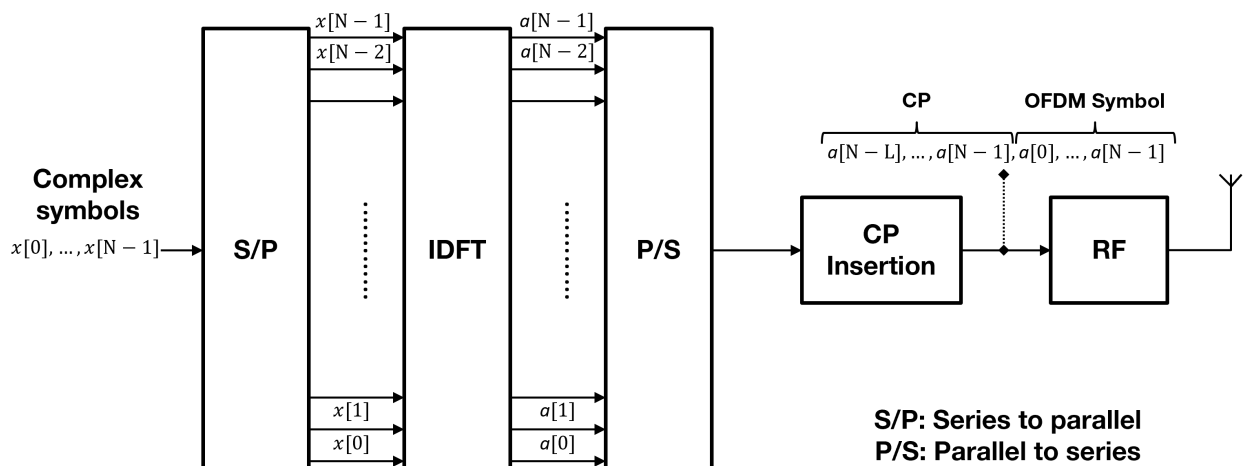 x[N − 1]
a[N − 1]
x[N − 2]
a[N − 2]
CP
OFDM Symbol
a[N − L], … , a[N − 1], a[0], … , a[N − 1]
Complex
symbols
x[0], … , x[N − 1]
S/P
IDFT
P/S
CP
Insertion
RF
x[1]
a[1]
x[0]
a[0]
S/P: Series to parallel
P/S: Parallel to series